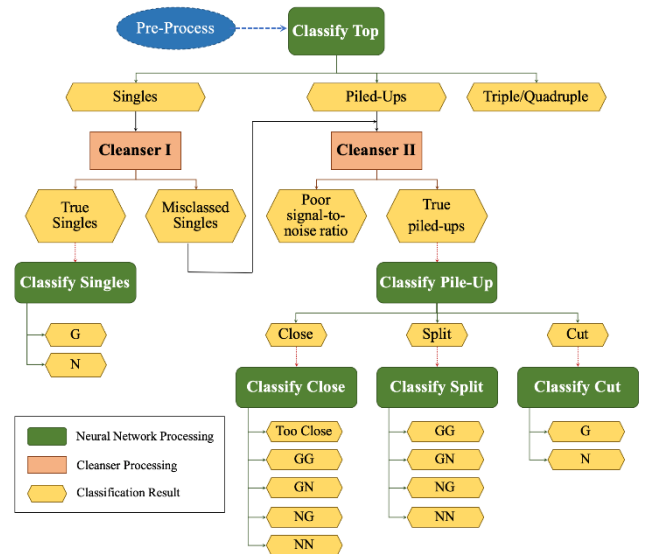 Pre-Process
Classify Top
Singles
Piled-Ups
Triple/Quadruple
Cleanser I
Cleanser II
True
Singles
Misclassed
Singles
Poor
signal-to-
noise ratio
True
piled-ups
Classify Singles
Classify Pile-Up
G
N
Close
Split
Cut
Classify Close
Classify Split
Classify Cut
Too Close
GG
GN
NG
NN
GG
GN
NG
NN
G
N
Neural Network Processing
Cleanser Processing
Classification Result